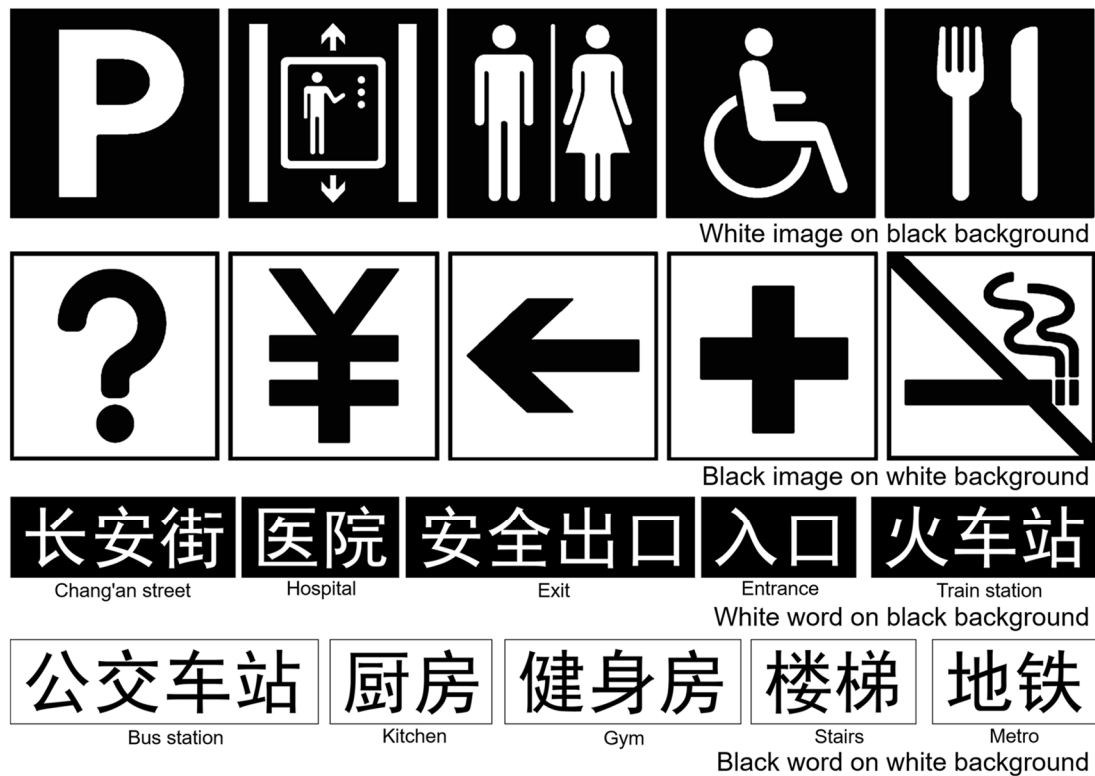 P
White image on black background
?
¥
Black image on white background
长安街 医院 安全出口 入口 火车站
Chang'an street Hospital Exit Entrance Train station
White word on black background
公交车站 厨房 健身房 楼梯 地铁
Bus station Kitchen Gym Stairs Metro
Black word on white background